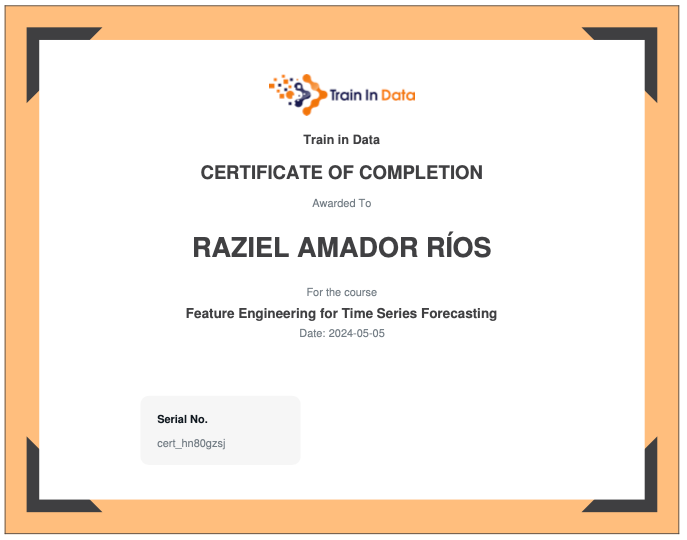 Train In Data
Train in Data
CERTIFICATE OF COMPLETION
Awarded To
RAZIEL AMADOR RÍOS
For the course
Feature Engineering for Time Series Forecasting
Date: 2024-05-05
Serial No.
cert_hn80gzsj